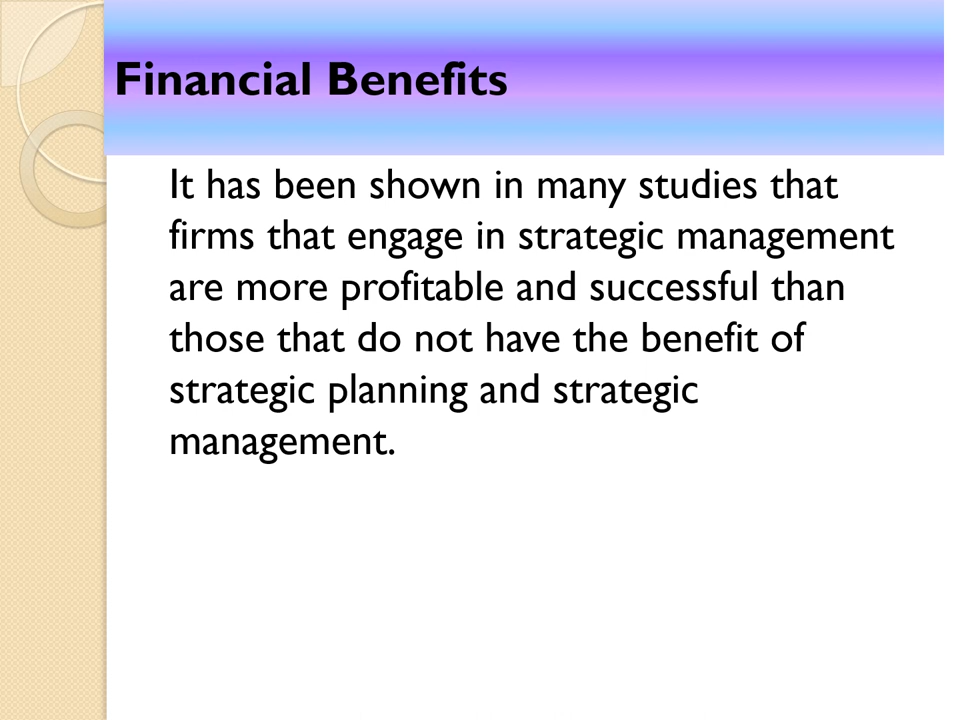 Financial Benefits
It has been shown in many studies that
firms that engage in strategic management
are more profitable and successful than
those that do not have the benefit of
strategic planning and strategic
management.